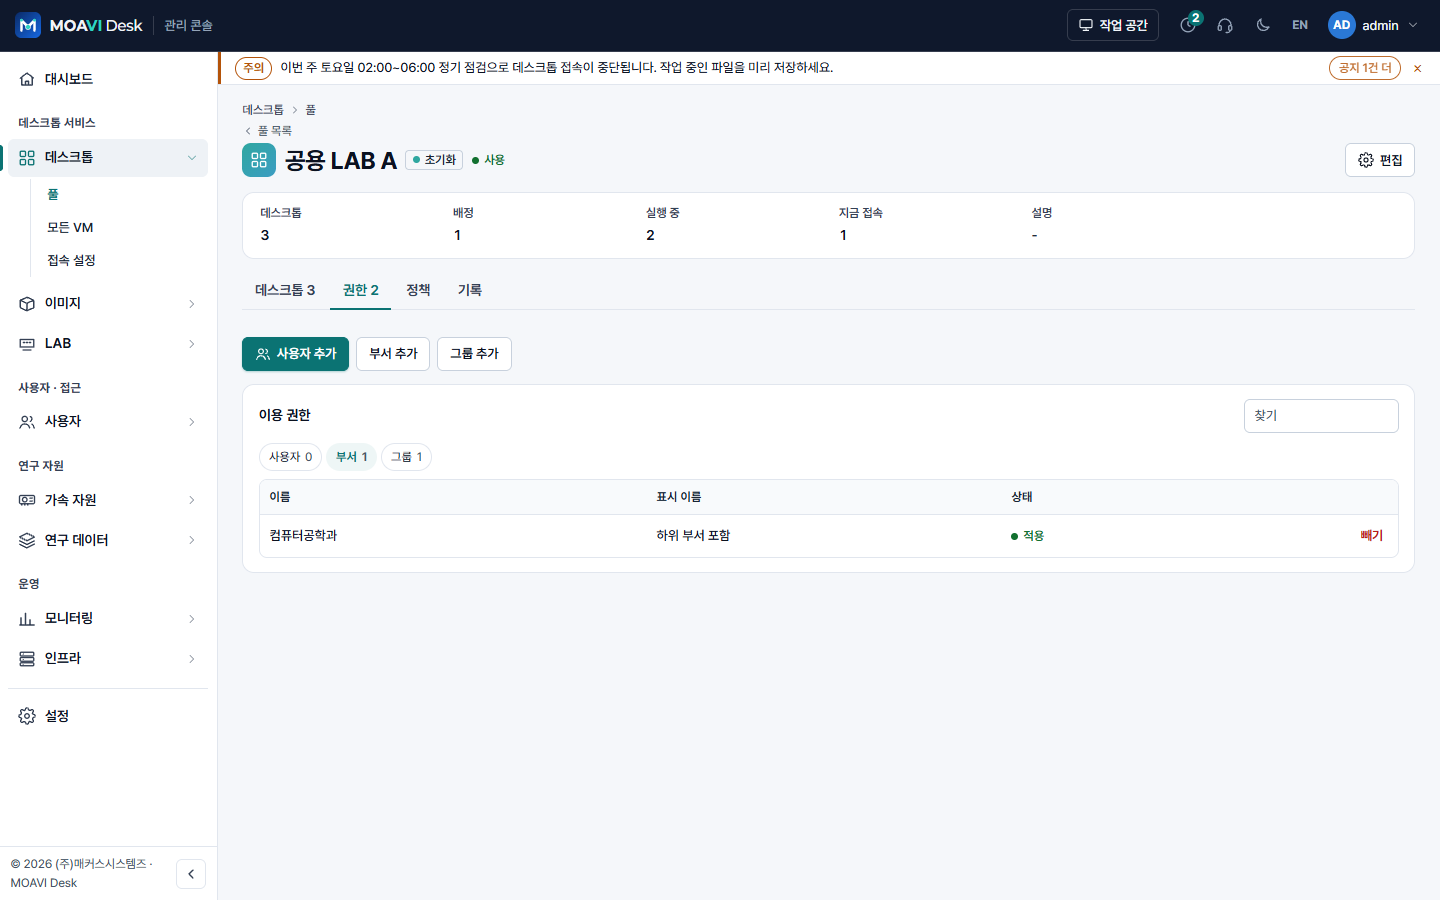 MOAVI Desk 관리 콘솔 작업 공간 2 EN AD admin
대시보드
데스크톱 서비스
데스크톱
풀
모든 VM
접속 설정
이미지
LAB
사용자 · 접근
사용자
연구 자원
가속 자원
연구 데이터
운영
모니터링
인프라
설정
© 2026 (주)매커스시스템즈 ·
MOAVI Desk
주의 이번 주 토요일 02:00~06:00 정기 점검으로 데스크톱 접속이 중단됩니다. 작업 중인 파일을 미리 저장하세요. 공지 1건 더 ×
데스크톱 > 풀
< 풀 목록
공용 LAB A 초기화 사용 편집
데스크톱 배정 실행 중 지금 접속 설명
3 1 2 1 -
데스크톱 3 권한 2 정책 기록
사용자 추가 부서 추가 그룹 추가
이용 권한 찾기
사용자 0 부서 1 그룹 1
이름 표시 이름 상태
컴퓨터공학과 하위 부서 포함 적용 빼기